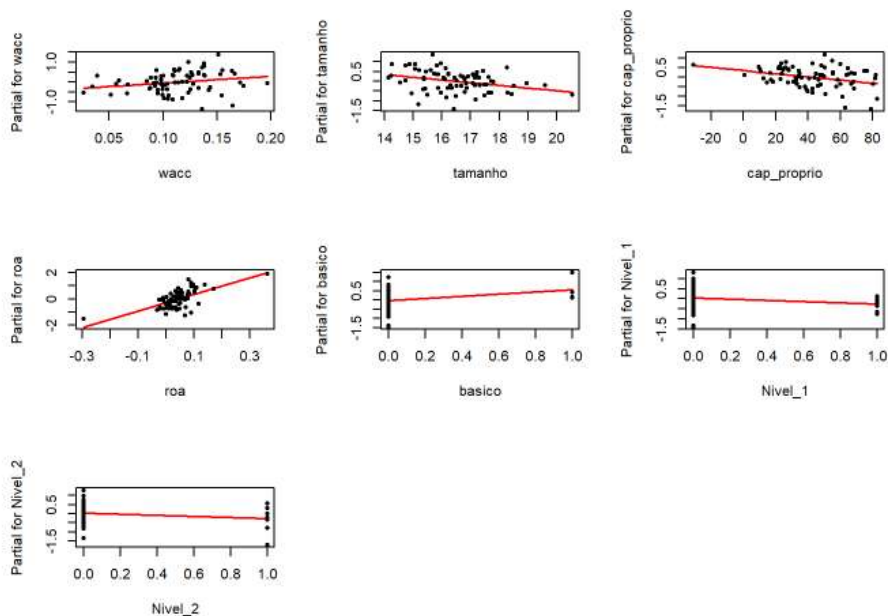 Partial for wacc
1.0
-1.0
0.05 0.10 0.15 0.20
wacc
Partial for tamanho
0.5
-1.5
14 15 16 17 18 19 20
tamanho
Partial for cap_proprio
0.5
-1.5
-20 0 20 40 60 80
cap_proprio
Partial for roa
2
0
-2
-0.3 -0.1 0.1 0.3
roa
Partial for basico
0.5
-1.5
0.0 0.2 0.4 0.6 0.8 1.0
basico
Partial for Nivel_1
0.5
-1.5
0.0 0.2 0.4 0.6 0.8 1.0
Nivel_1
Partial for Nivel_2
0.5
-1.5
0.0 0.2 0.4 0.6 0.8 1.0
Nivel_2